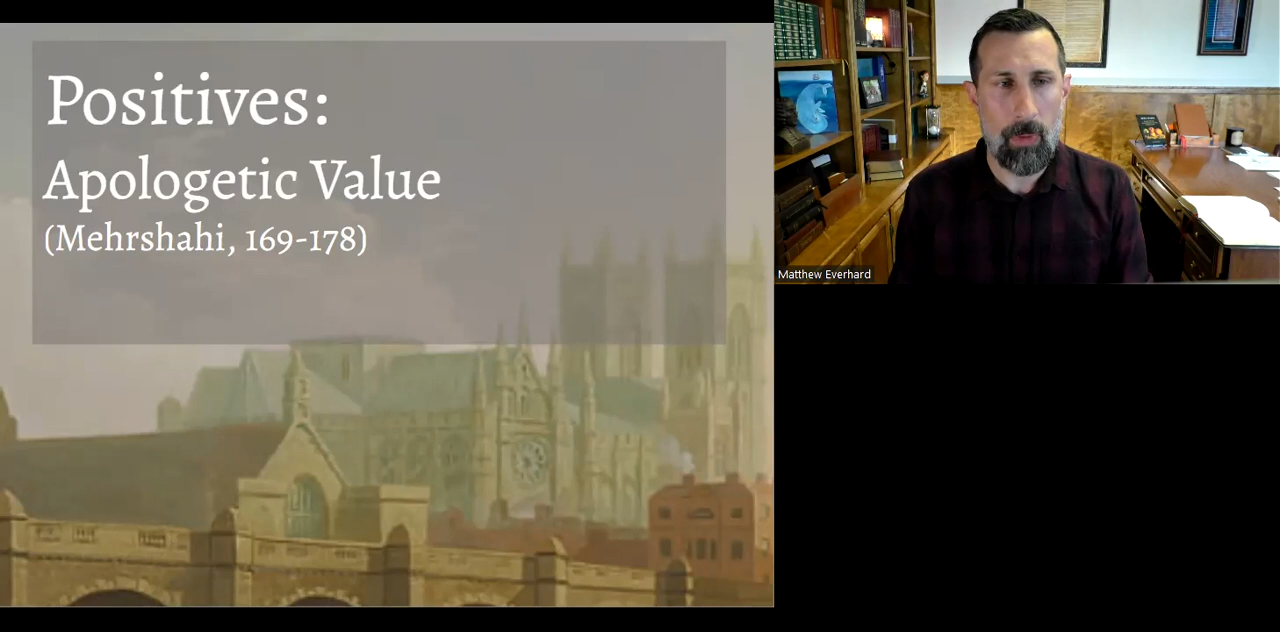 Positives:
Apologetic Value
(Mehrshahi, 169-178)
Matthew Everhard